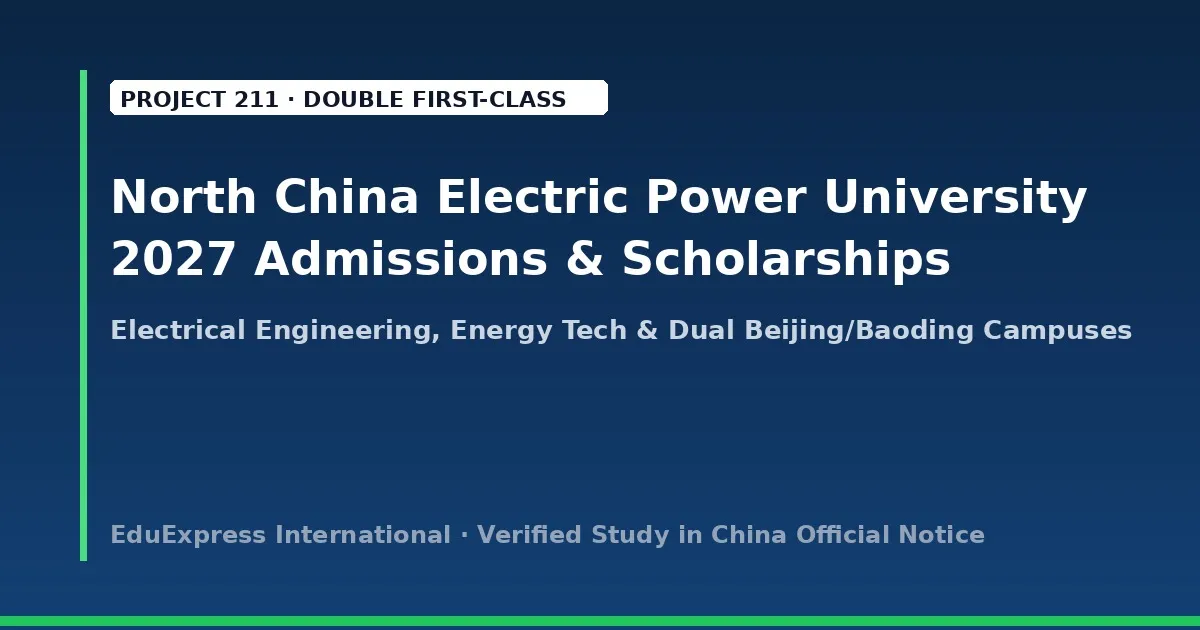 PROJECT 211 · DOUBLE FIRST-CLASS
North China Electric Power University
2027 Admissions & Scholarships
Electrical Engineering, Energy Tech & Dual Beijing/Baoding Campuses
EduExpress International · Verified Study in China Official Notice